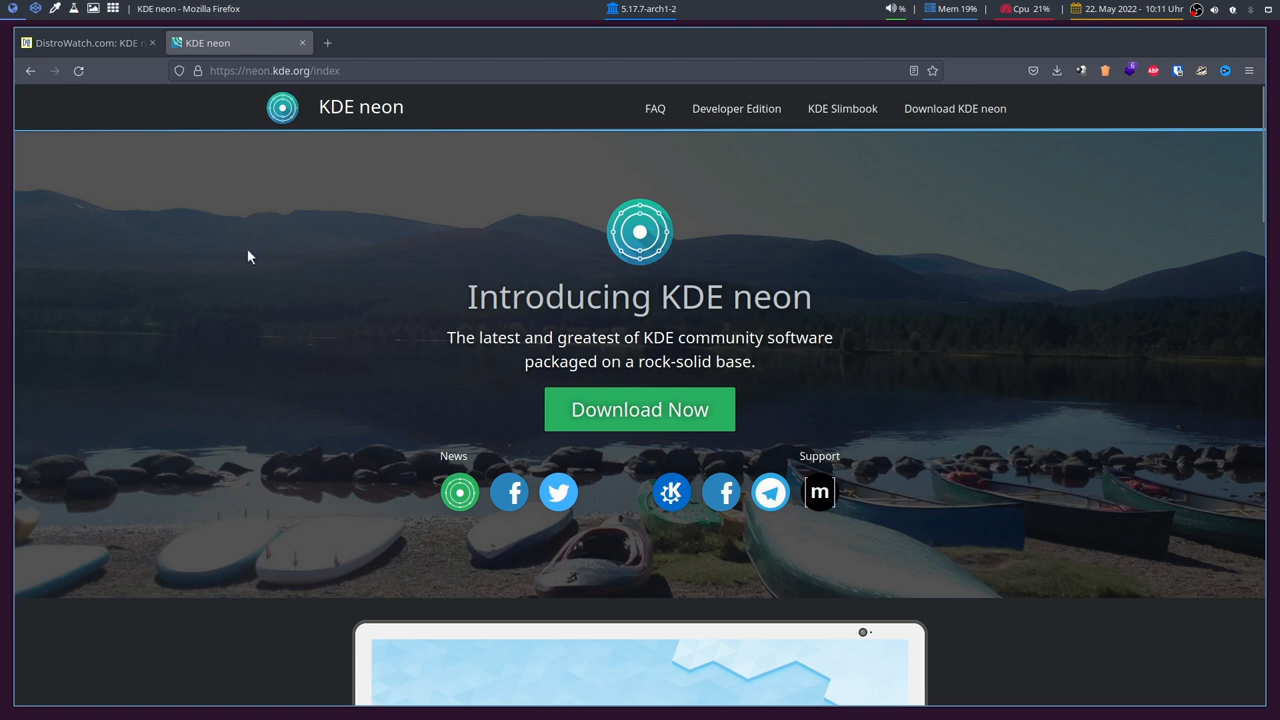 KDE neon - Mozilla Firefox
5.17.7-arch1-2
%
Mem 19%
Cpu 21%
22. May 2022 - 10:11 Uhr
DistroWatch.com: KDE n
KDE neon
https://neon.kde.org/index
6
ABP
KDE neon
FAQ
Developer Edition
KDE Slimbook
Download KDE neon
Introducing KDE neon
The latest and greatest of KDE community software
packaged on a rock-solid base.
Download Now
News
Support
[m]